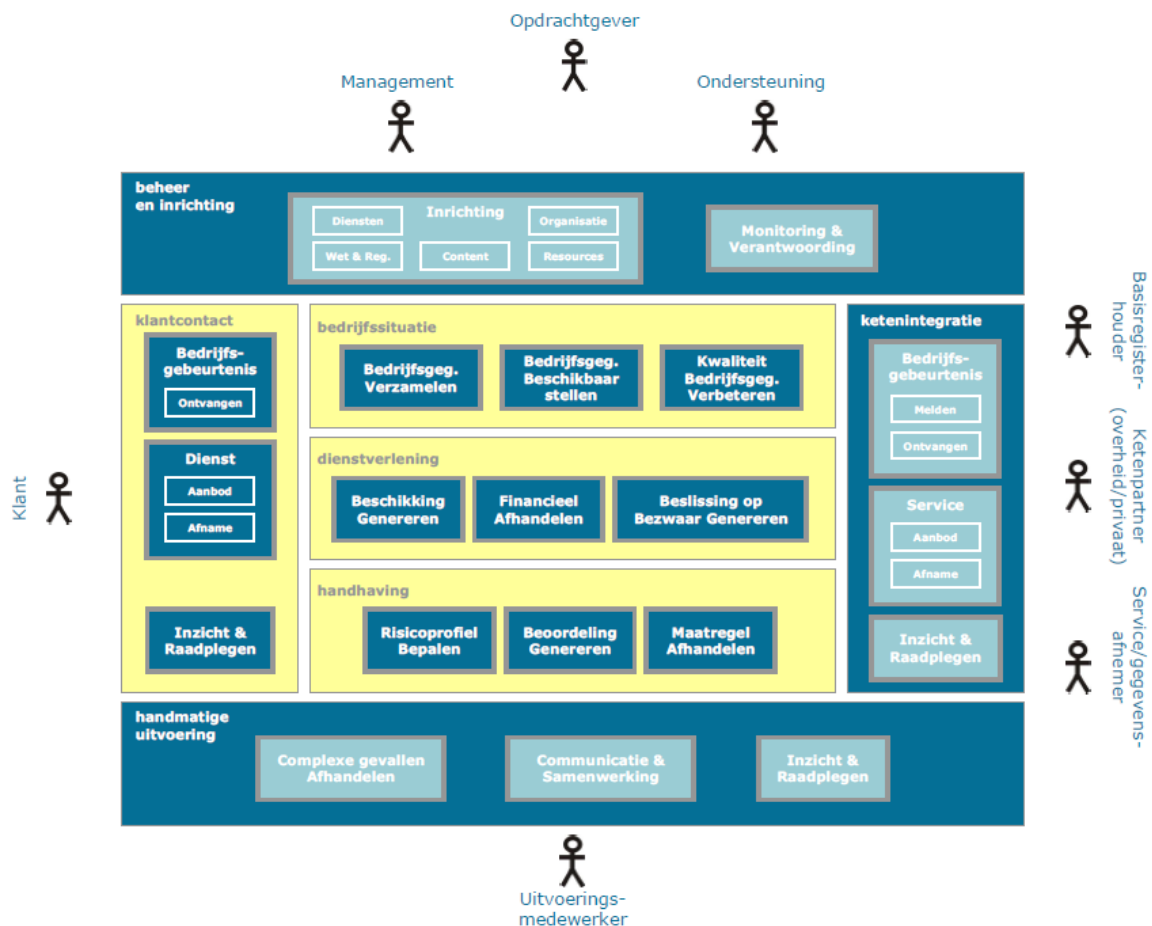 Opdrachtgever
Management
Ondersteuning
beheer
en inrichting
Inrichting
Diensten
Organisatie
Wet & Reg.
Content
Resources
Monitoring &
Verantwoording
klantcontact
Bedrijfs-
gebeurtenis
Ontvangen
Dienst
Aanbod
Afname
Inzicht &
Raadplegen
bedrijfssituatie
Bedrijfsgeg.
Verzamelen
Bedrijfsgeg.
Beschikbaar
stellen
Kwaliteit
Bedrijfsgeg.
Verbeteren
dienstverlening
Beschikking
Genereren
Financieel
Afhandelen
Beslissing op
Bezwaar Genereren
handhaving
Risicoprofiel
Bepalen
Beoordeling
Genereren
Maatregel
Afhandelen
ketenintegratie
Bedrijfs-
gebeurtenis
Melden
Ontvangen
Service
Aanbod
Afname
Inzicht &
Raadplegen
Klant
Basisregister-
houder
Ketenpartner
(overheid/privaat)
Service/gegevens-
afnemer
handmatige
uitvoering
Complexe gevallen
Afhandelen
Communicatie &
Samenwerking
Inzicht &
Raadplegen
Uitvoerings-
medewerker